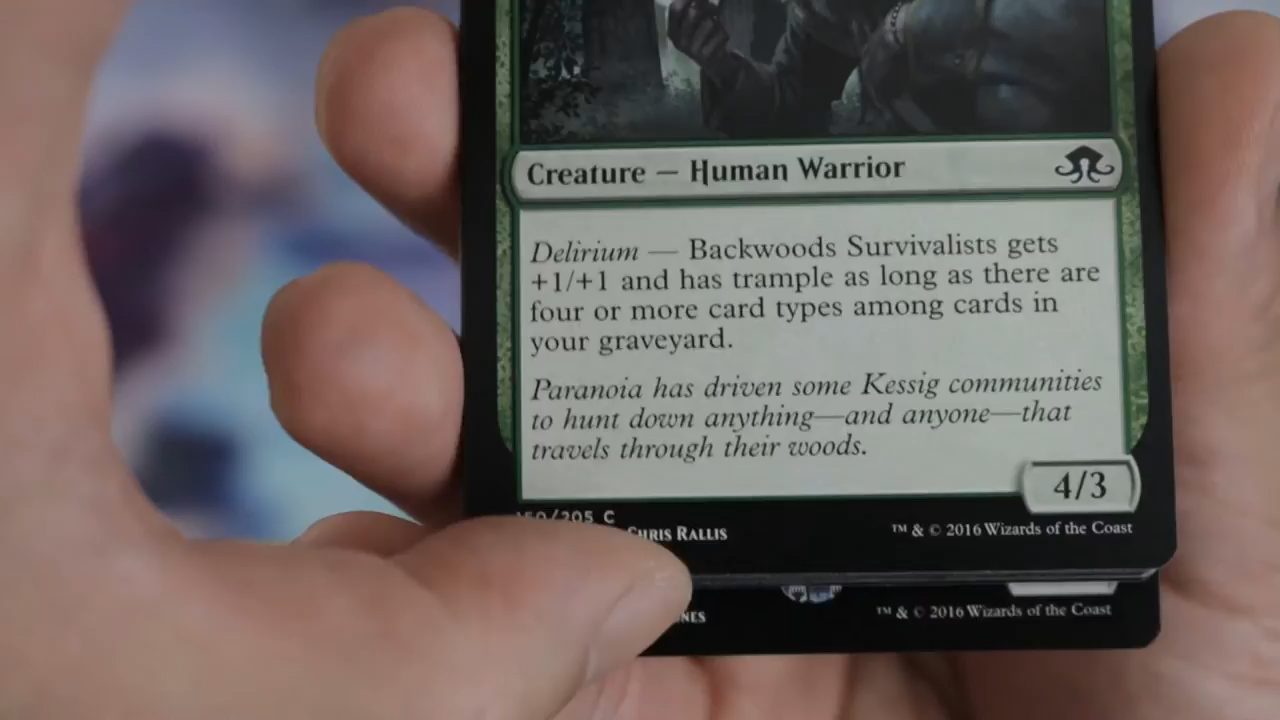 Creature — Human Warrior
Delirium — Backwoods Survivalists gets
+1/+1 and has trample as long as there are
four or more card types among cards in
your graveyard.
Paranoia has driven some Kessig communities
to hunt down anything—and anyone—that
travels through their woods.
4/3
/205 C
CHRIS RALLIS
™ & © 2016 Wizards of the Coast
™ & © 2016 Wizards of the Coast